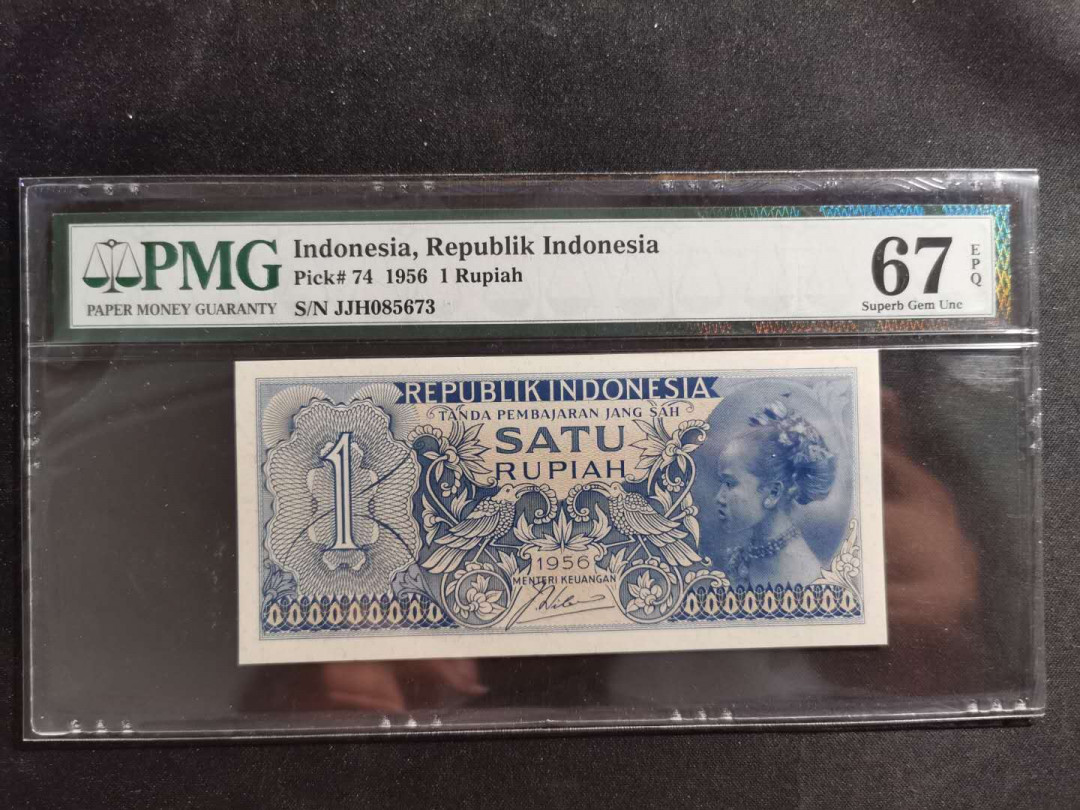 PMG
PAPER MONEY GUARANTY
Indonesia, Republik Indonesia
Pick# 74 1956 1 Rupiah
S/N JJH085673
67
EPQ
Superb Gem Unc
REPUBLIK INDONESIA
TANDA PEMBAJARAN JANG SAH
SATU
RUPIAH
1
1956
MENTERI KEUANGAN